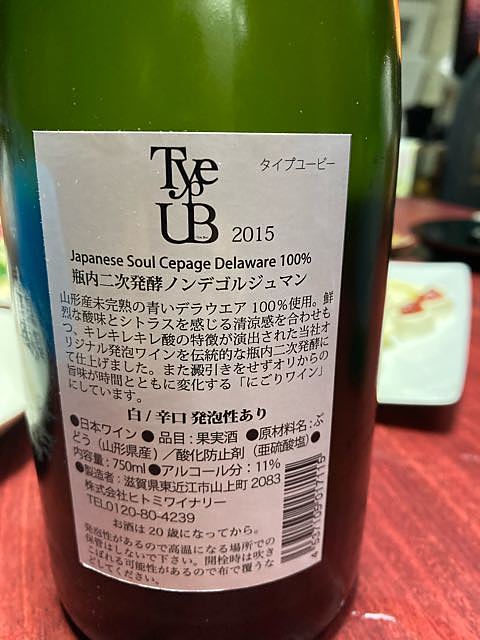 Type UB 2015
タイプユービー
Japanese Soul Cepage Delaware 100%
瓶内二次発酵 ノンデゴルジュマン
山形産未完熟の青いデラウエア 100%使用。鮮
烈な酸味とシトラスを感じる清涼感を合わせも
つ、キレキレキレ酸の特徴が演出された当社オ
リジナル発泡ワインを伝統的な瓶内二次発酵に
て仕上げました。また澱引きをせずオリからの
旨味が時間とともに変化する「にごりワイン」
にしています。
白 / 辛口 発泡性あり
●日本ワイン ● 品目 : 果実酒 ●原材料名 : ぶ
どう（山形県産）／酸化防止剤（亜硫酸塩）●
内容量 : 750ml ●アルコール分 : 11%
●製造者 : 滋賀県東近江市山上町 2083
株式会社ヒトミワイナリー
TEL0120-80-4239
お酒は 20 歳になってから。
発泡性があるので高温になる場所での
保管はしないで下さい。開栓時は吹き
こぼれる可能性があるので布で覆うな
どしてください。